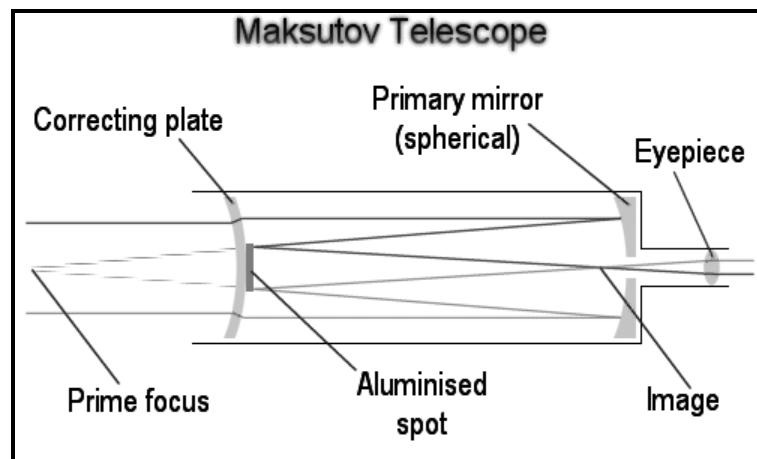 Maksutov Telescope
Correcting plate
Primary mirror
(spherical)
Eyepiece
Prime focus
Aluminised
spot
Image